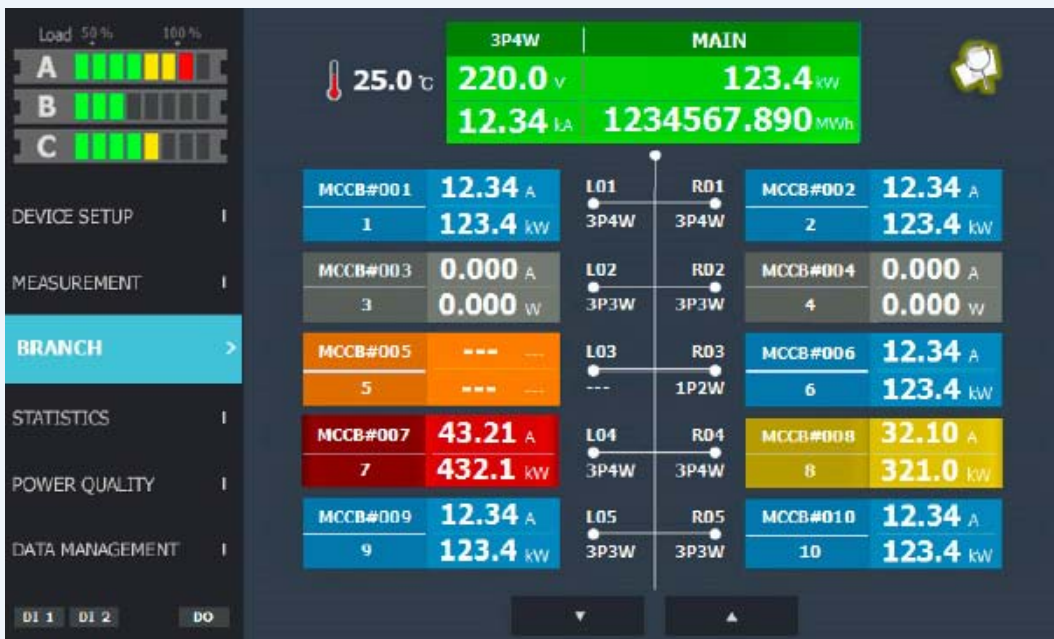 Load 50 % 100 %
A
B
C
DEVICE SETUP
MEASUREMENT
BRANCH >
STATISTICS
POWER QUALITY
DATA MANAGEMENT
DI 1 DI 2 DO
25.0 ℃
3P4W MAIN
220.0 V 123.4 kW
12.34 kA 1234567.890 MWh
MCCB#001 12.34 A L01 R01 MCCB#002 12.34 A
1 123.4 kW 3P4W 3P4W 2 123.4 kW
MCCB#003 0.000 A L02 R02 MCCB#004 0.000 A
3 0.000 W 3P3W 3P3W 4 0.000 W
MCCB#005 --- --- L03 R03 MCCB#006 12.34 A
5 --- --- --- 1P2W 6 123.4 kW
MCCB#007 43.21 A L04 R04 MCCB#008 32.10 A
7 432.1 kW 3P4W 3P4W 8 321.0 kW
MCCB#009 12.34 A L05 R05 MCCB#010 12.34 A
9 123.4 kW 3P3W 3P3W 10 123.4 kW
▼ ▲